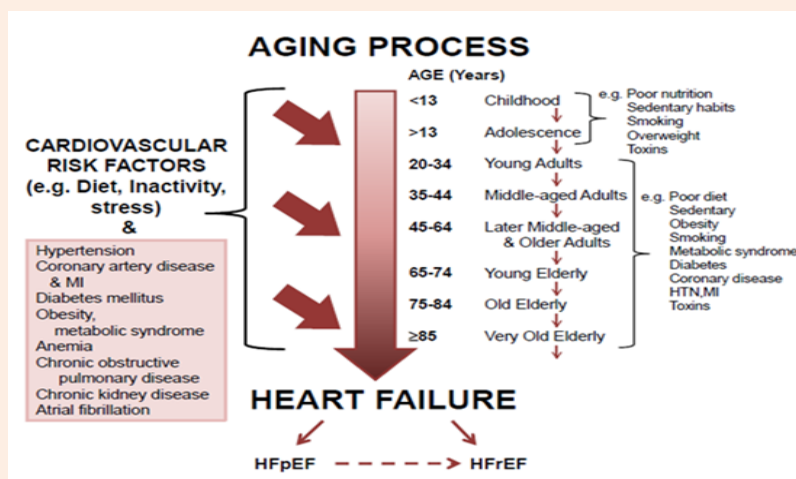 AGING PROCESS
CARDIOVASCULAR
RISK FACTORS
(e.g. Diet, Inactivity,
stress)
&
Hypertension
Coronary artery disease
& MI
Diabetes mellitus
Obesity,
metabolic syndrome
Anemia
Chronic obstructive
pulmonary disease
Chronic kidney disease
Atrial fibrillation
AGE (Years)
<13 Childhood
>13 Adolescence
20-34 Young Adults
35-44 Middle-aged Adults
45-64 Later Middle-aged
& Older Adults
65-74 Young Elderly
75-84 Old Elderly
≥85 Very Old Elderly
e.g. Poor nutrition
Sedentary habits
Smoking
Overweight
Toxins
e.g. Poor diet
Sedentary
Obesity
Smoking
Metabolic syndrome
Diabetes
Coronary disease
HTN,MI
Toxins
HEART FAILURE
HFpEF HFrEF